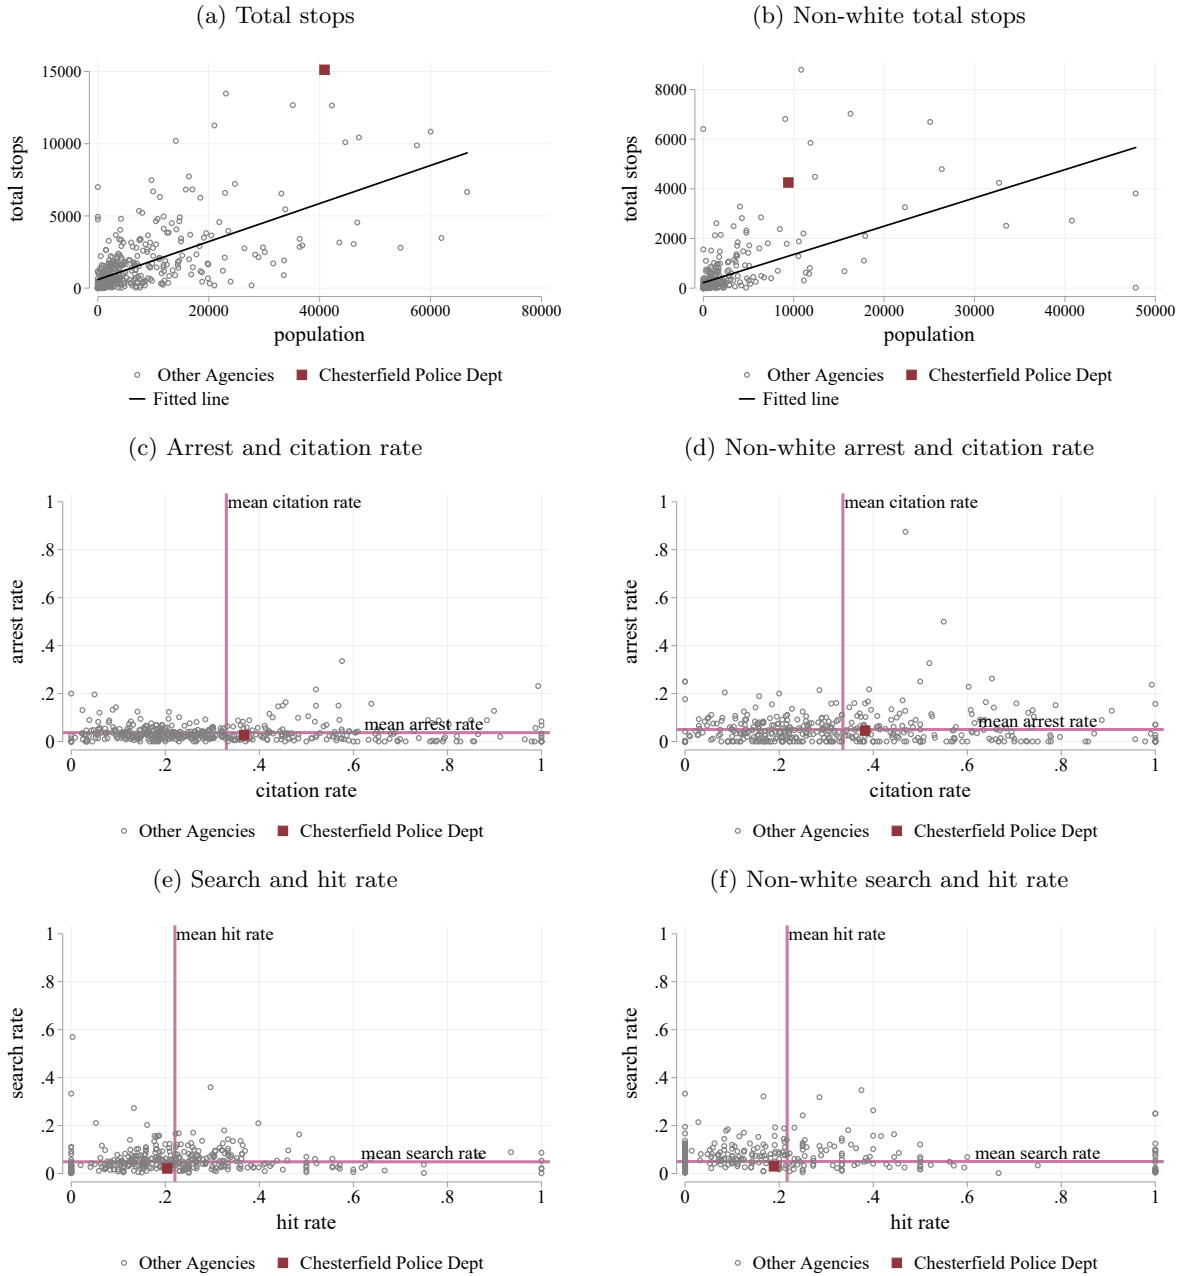 (a) Total stops
(b) Non-white total stops
15000
10000
5000
0
total stops
0 20000 40000 60000 80000
population
Other Agencies Chesterfield Police Dept
Fitted line
8000
6000
4000
2000
0
total stops
0 10000 20000 30000 40000 50000
population
Other Agencies Chesterfield Police Dept
Fitted line
(c) Arrest and citation rate
(d) Non-white arrest and citation rate
1
.8
.6
.4
.2
0
arrest rate
mean citation rate
mean arrest rate
0 .2 .4 .6 .8 1
citation rate
Other Agencies Chesterfield Police Dept
1
.8
.6
.4
.2
0
arrest rate
mean citation rate
mean arrest rate
0 .2 .4 .6 .8 1
citation rate
Other Agencies Chesterfield Police Dept
(e) Search and hit rate
(f) Non-white search and hit rate
1
.8
.6
.4
.2
0
search rate
mean hit rate
mean search rate
0 .2 .4 .6 .8 1
hit rate
Other Agencies Chesterfield Police Dept
1
.8
.6
.4
.2
0
search rate
mean hit rate
mean search rate
0 .2 .4 .6 .8 1
hit rate
Other Agencies Chesterfield Police Dept